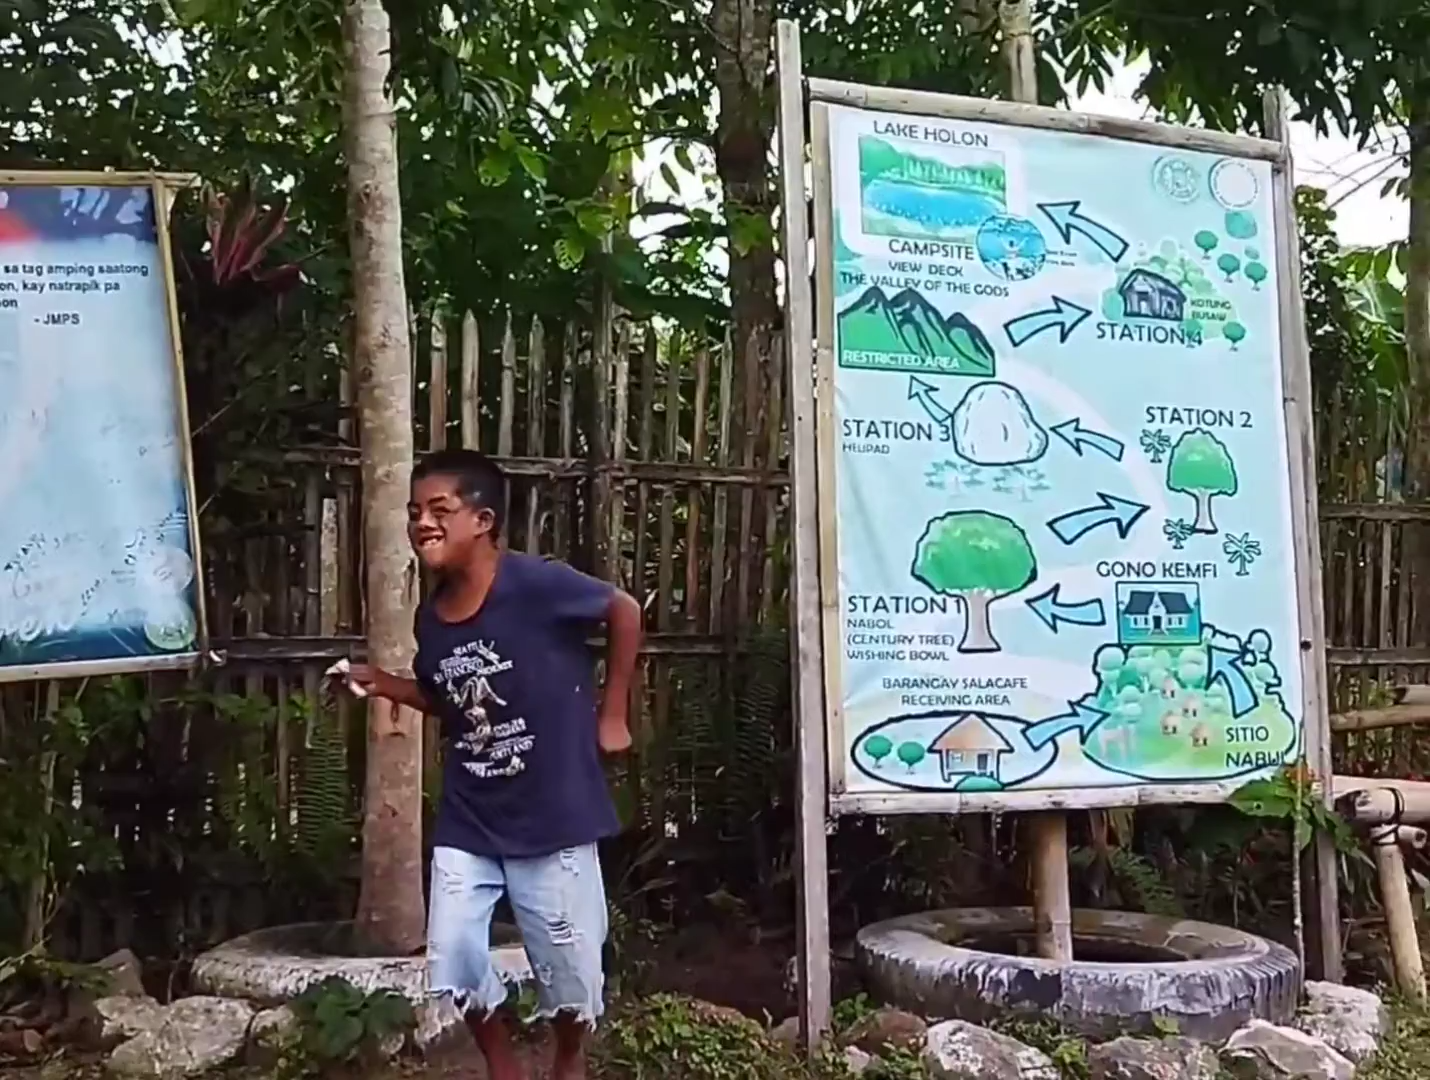 sa tag amping saatong
on, kay natrapik pa
on
- JMPS
LAKE HOLON
CAMPSITE
VIEW DECK
THE VALLEY OF THE GODS
RESTRICTED AREA
KOTUNG
BUSAW
STATION 4
STATION 3
HELIPAD
STATION 2
GONO KEMFI
STATION 1
NABOL
(CENTURY TREE)
WISHING BOWL
BARANGAY SALACAFE
RECEIVING AREA
SITIO
NABUL
SEATTLE
PORTLAND